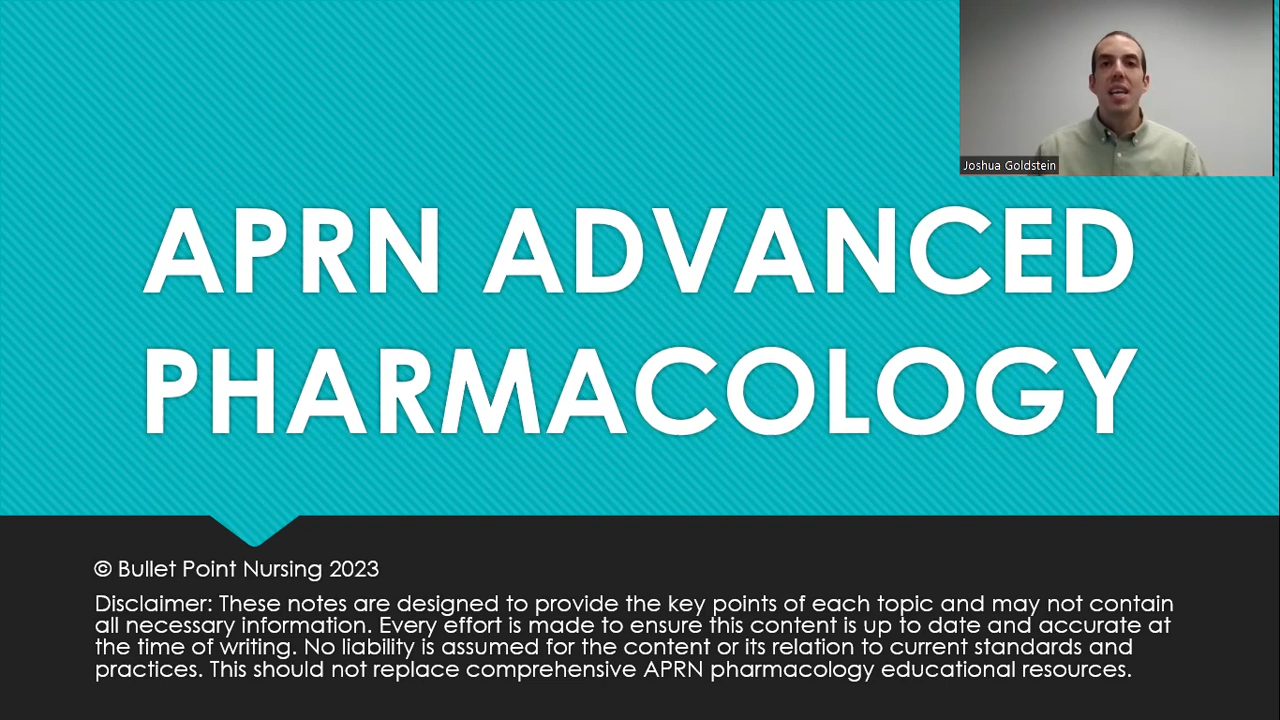 Joshua Goldstein
APRN ADVANCED
PHARMACOLOGY
© Bullet Point Nursing 2023
Disclaimer: These notes are designed to provide the key points of each topic and may not contain
all necessary information. Every effort is made to ensure this content is up to date and accurate at
the time of writing. No liability is assumed for the content or its relation to current standards and
practices. This should not replace comprehensive APRN pharmacology educational resources.